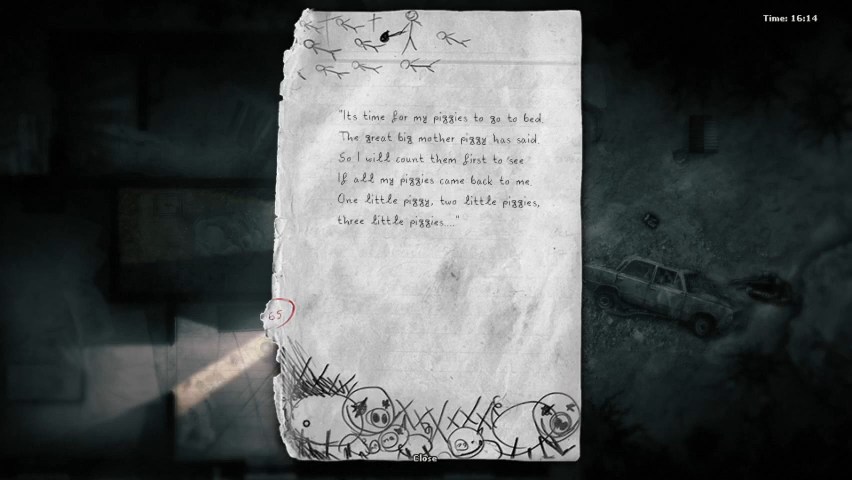 Time: 16:14
"Its time for my piggies to go to bed.
The great big mother piggy has said.
So I will count them first to see
If all my piggies came back to me.
One little piggy, two little piggies,
three little piggies...."
65
Close